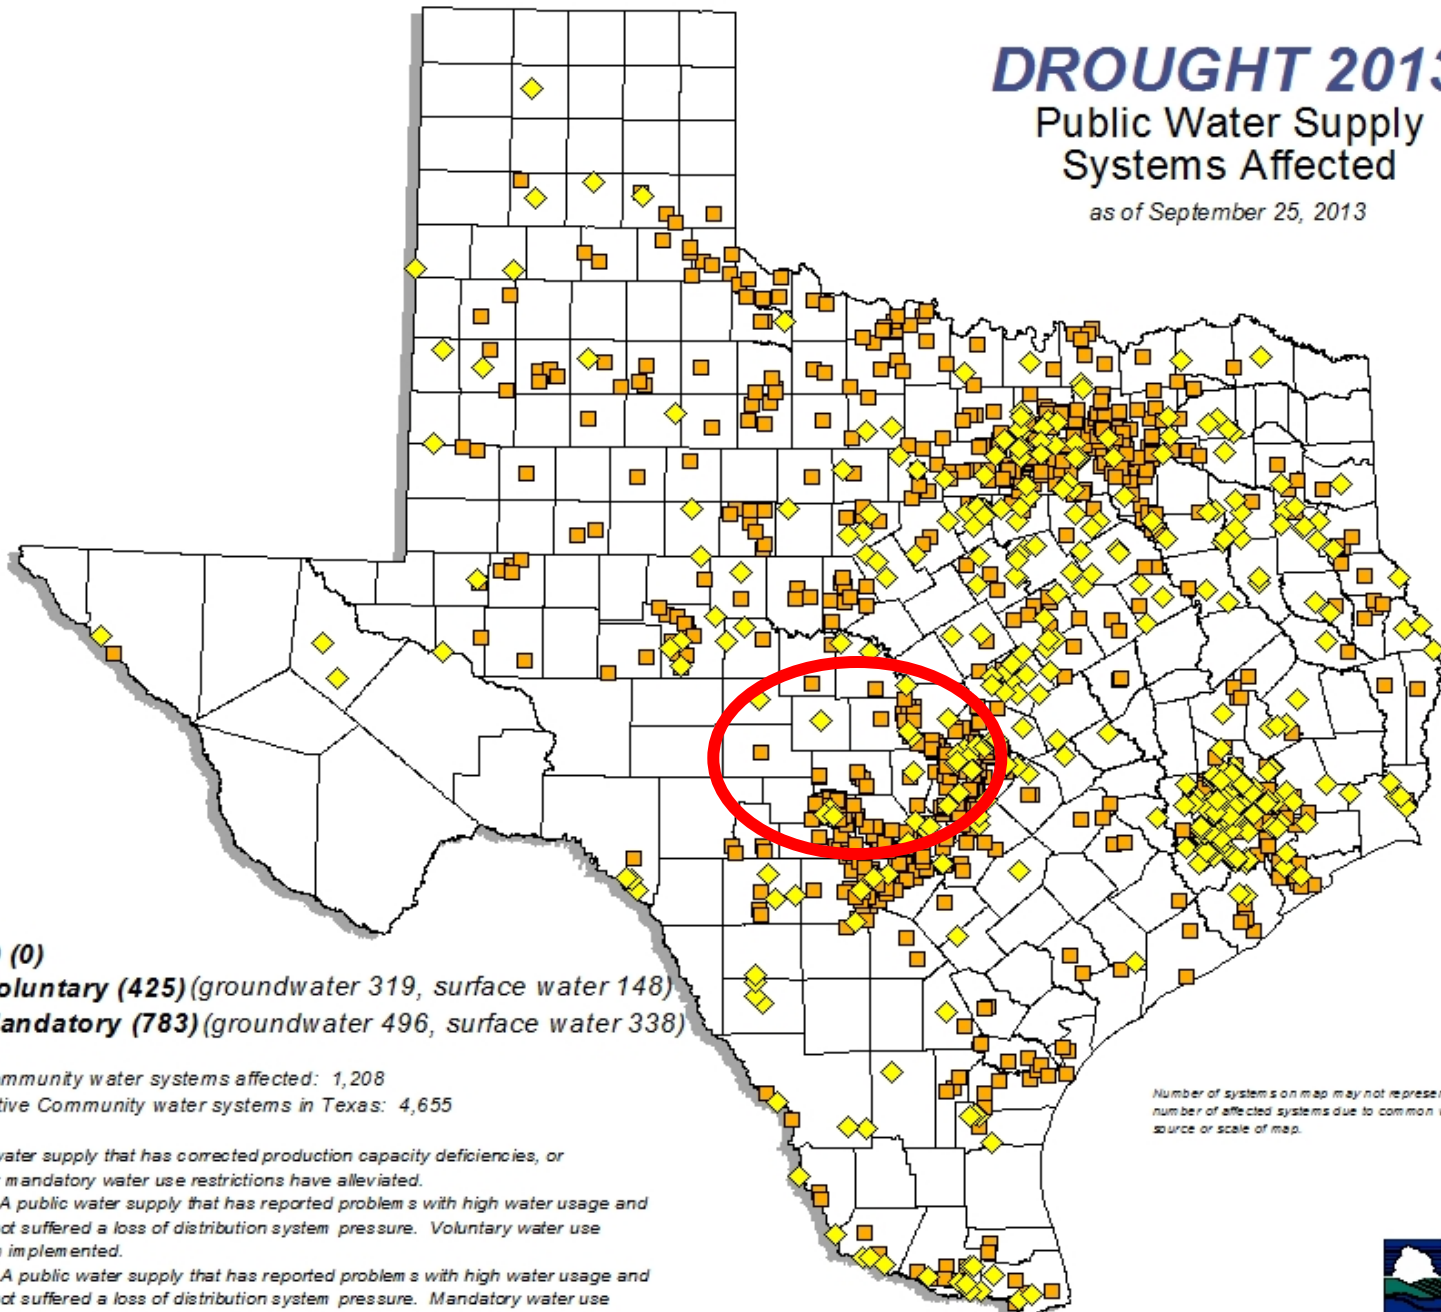 DROUGHT 2013
Public Water Supply
Systems Affected
as of September 25, 2013
(0)
oluntary (425) (groundwater 319, surface water 148)
andatory (783) (groundwater 496, surface water 338)
mmunity water systems affected: 1,208
tive Community water systems in Texas: 4,655
ater supply that has corrected production capacity deficiencies, or
mandatory water use restrictions have alleviated.
A public water supply that has reported problems with high water usage and
ot suffered a loss of distribution system pressure. Voluntary water use
implemented.
A public water supply that has reported problems with high water usage and
ot suffered a loss of distribution system pressure. Mandatory water use
Number of systems on map may not represen
number of affected systems due to common
source or scale of map.